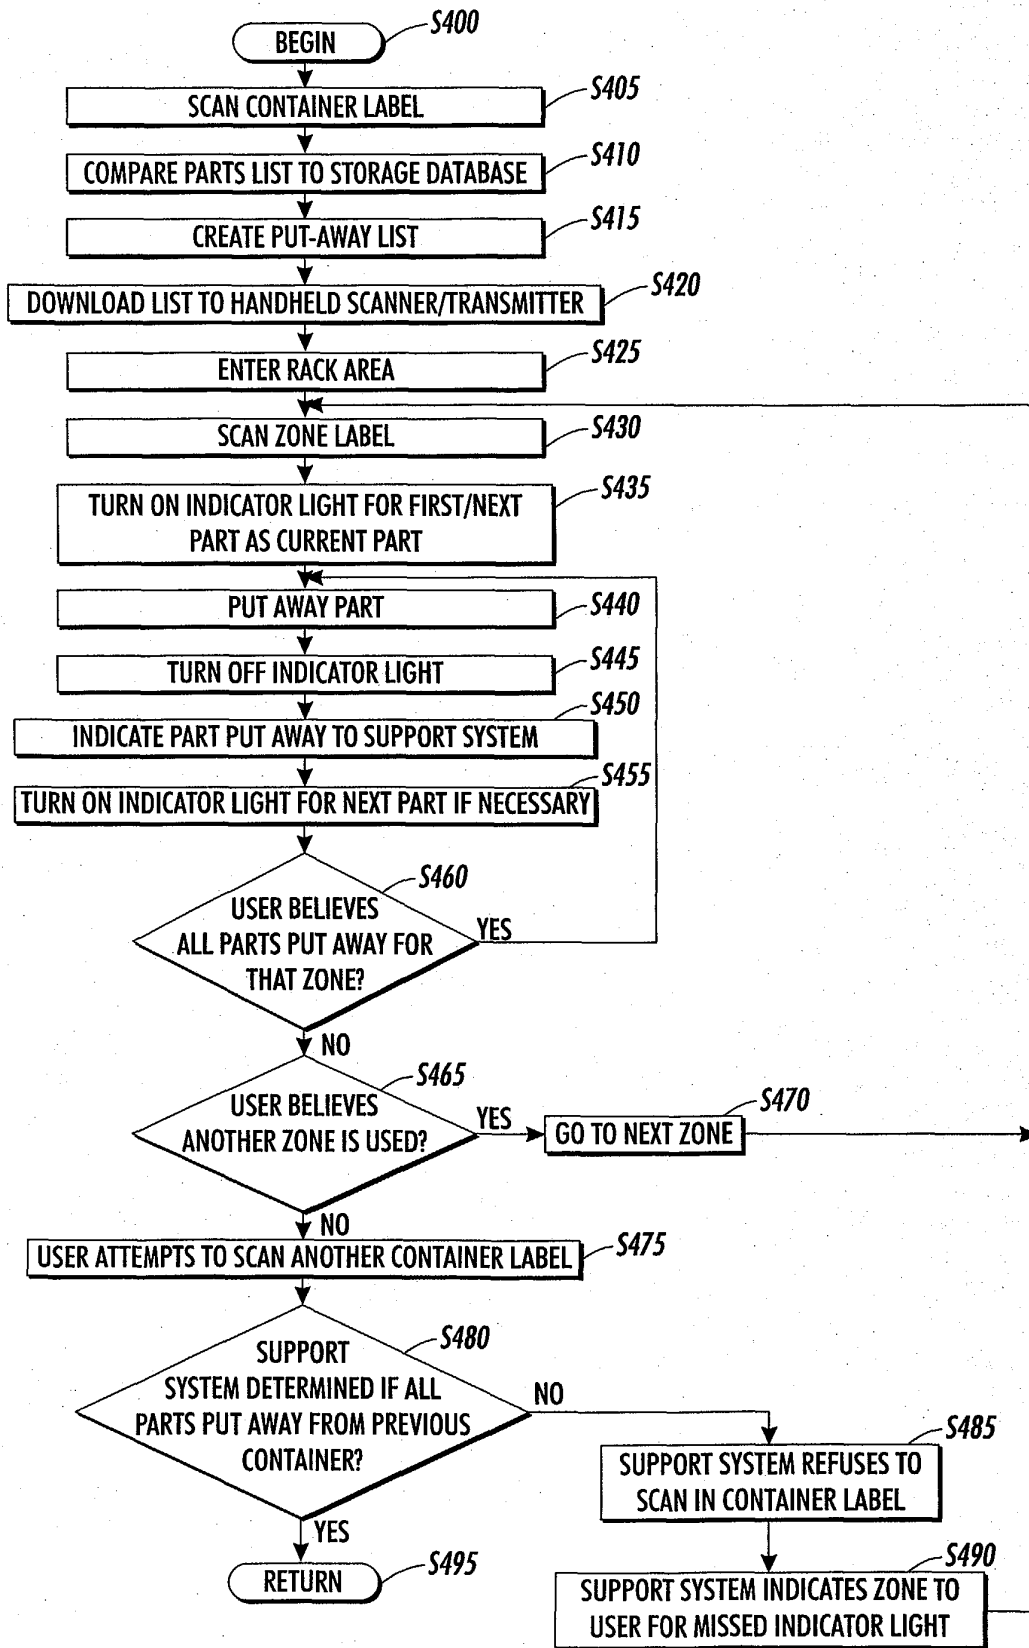 BEGIN
S400
SCAN CONTAINER LABEL
S405
COMPARE PARTS LIST TO STORAGE DATABASE
S410
CREATE PUT-AWAY LIST
S415
DOWNLOAD LIST TO HANDHELD SCANNER/TRANSMITTER
S420
ENTER RACK AREA
S425
SCAN ZONE LABEL
S430
TURN ON INDICATOR LIGHT FOR FIRST/NEXT
PART AS CURRENT PART
S435
PUT AWAY PART
S440
TURN OFF INDICATOR LIGHT
S445
INDICATE PART PUT AWAY TO SUPPORT SYSTEM
S450
TURN ON INDICATOR LIGHT FOR NEXT PART IF NECESSARY
S455
USER BELIEVES
ALL PARTS PUT AWAY FOR
THAT ZONE?
S460
YES
NO
USER BELIEVES
ANOTHER ZONE IS USED?
S465
YES
GO TO NEXT ZONE
S470
NO
USER ATTEMPTS TO SCAN ANOTHER CONTAINER LABEL
S475
SUPPORT
SYSTEM DETERMINED IF ALL
PARTS PUT AWAY FROM PREVIOUS
CONTAINER?
S480
NO
SUPPORT SYSTEM REFUSES TO
SCAN IN CONTAINER LABEL
S485
YES
RETURN
S495
SUPPORT SYSTEM INDICATES ZONE TO
USER FOR MISSED INDICATOR LIGHT
S490